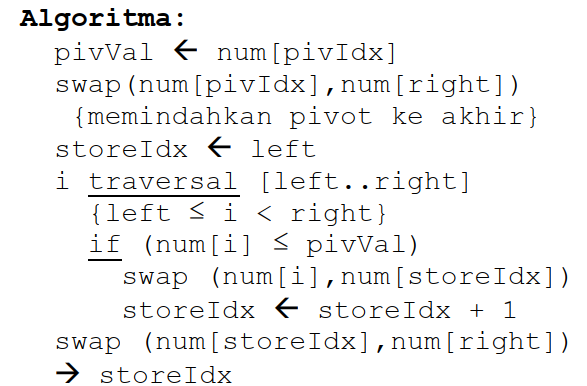 Algoritma:
pivVal ← num[pivIdx]
swap(num[pivIdx],num[right])
{memindahkan pivot ke akhir}
storeIdx ← left
i traversal [left..right]
{left ≤ i < right}
if (num[i] ≤ pivVal)
swap (num[i],num[storeIdx])
storeIdx ← storeIdx + 1
swap (num[storeIdx],num[right])
→ storeIdx